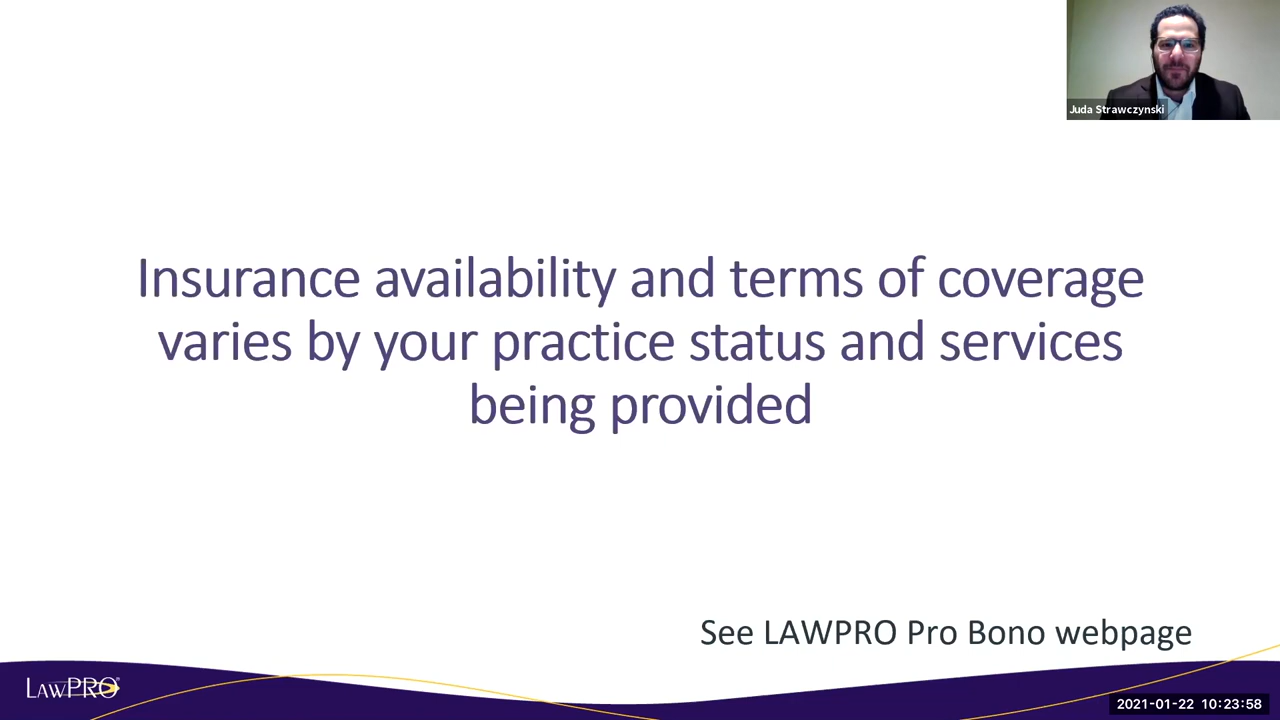 Juda Strawczynski
Insurance availability and terms of coverage
varies by your practice status and services
being provided
See LAWPRO Pro Bono webpage
LAWPRO®
2021-01-22 10:23:58